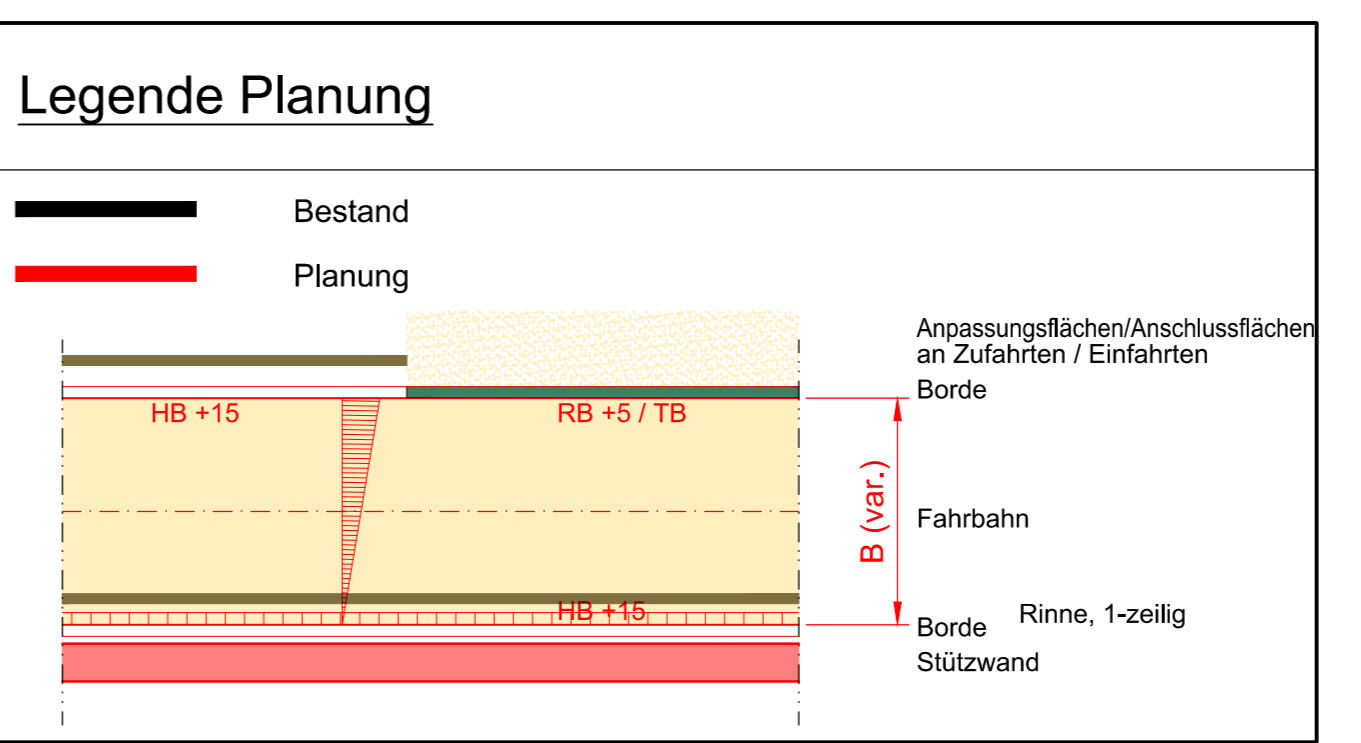 Legende Planung
Bestand
Planung
Anpassungsflächen/Anschlussflächen
an Zufahrten / Einfahrten
Borde
HB +15
RB +5 / TB
B (var.)
Fahrbahn
HB +15
Rinne, 1-zeilig
Borde
Stützwand